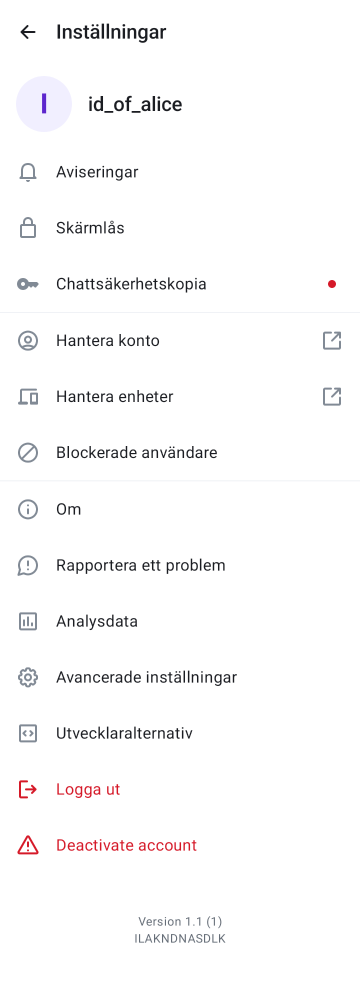 Inställningar
I
id_of_alice
Aviseringar
Skärmlås
Chattsäkerhetskopia
Hantera konto
Hantera enheter
Blockerade användare
Om
Rapportera ett problem
Analysdata
Avancerade inställningar
Utvecklaralternativ
Logga ut
Deactivate account
Version 1.1 (1)
ILAKNDNASDLK